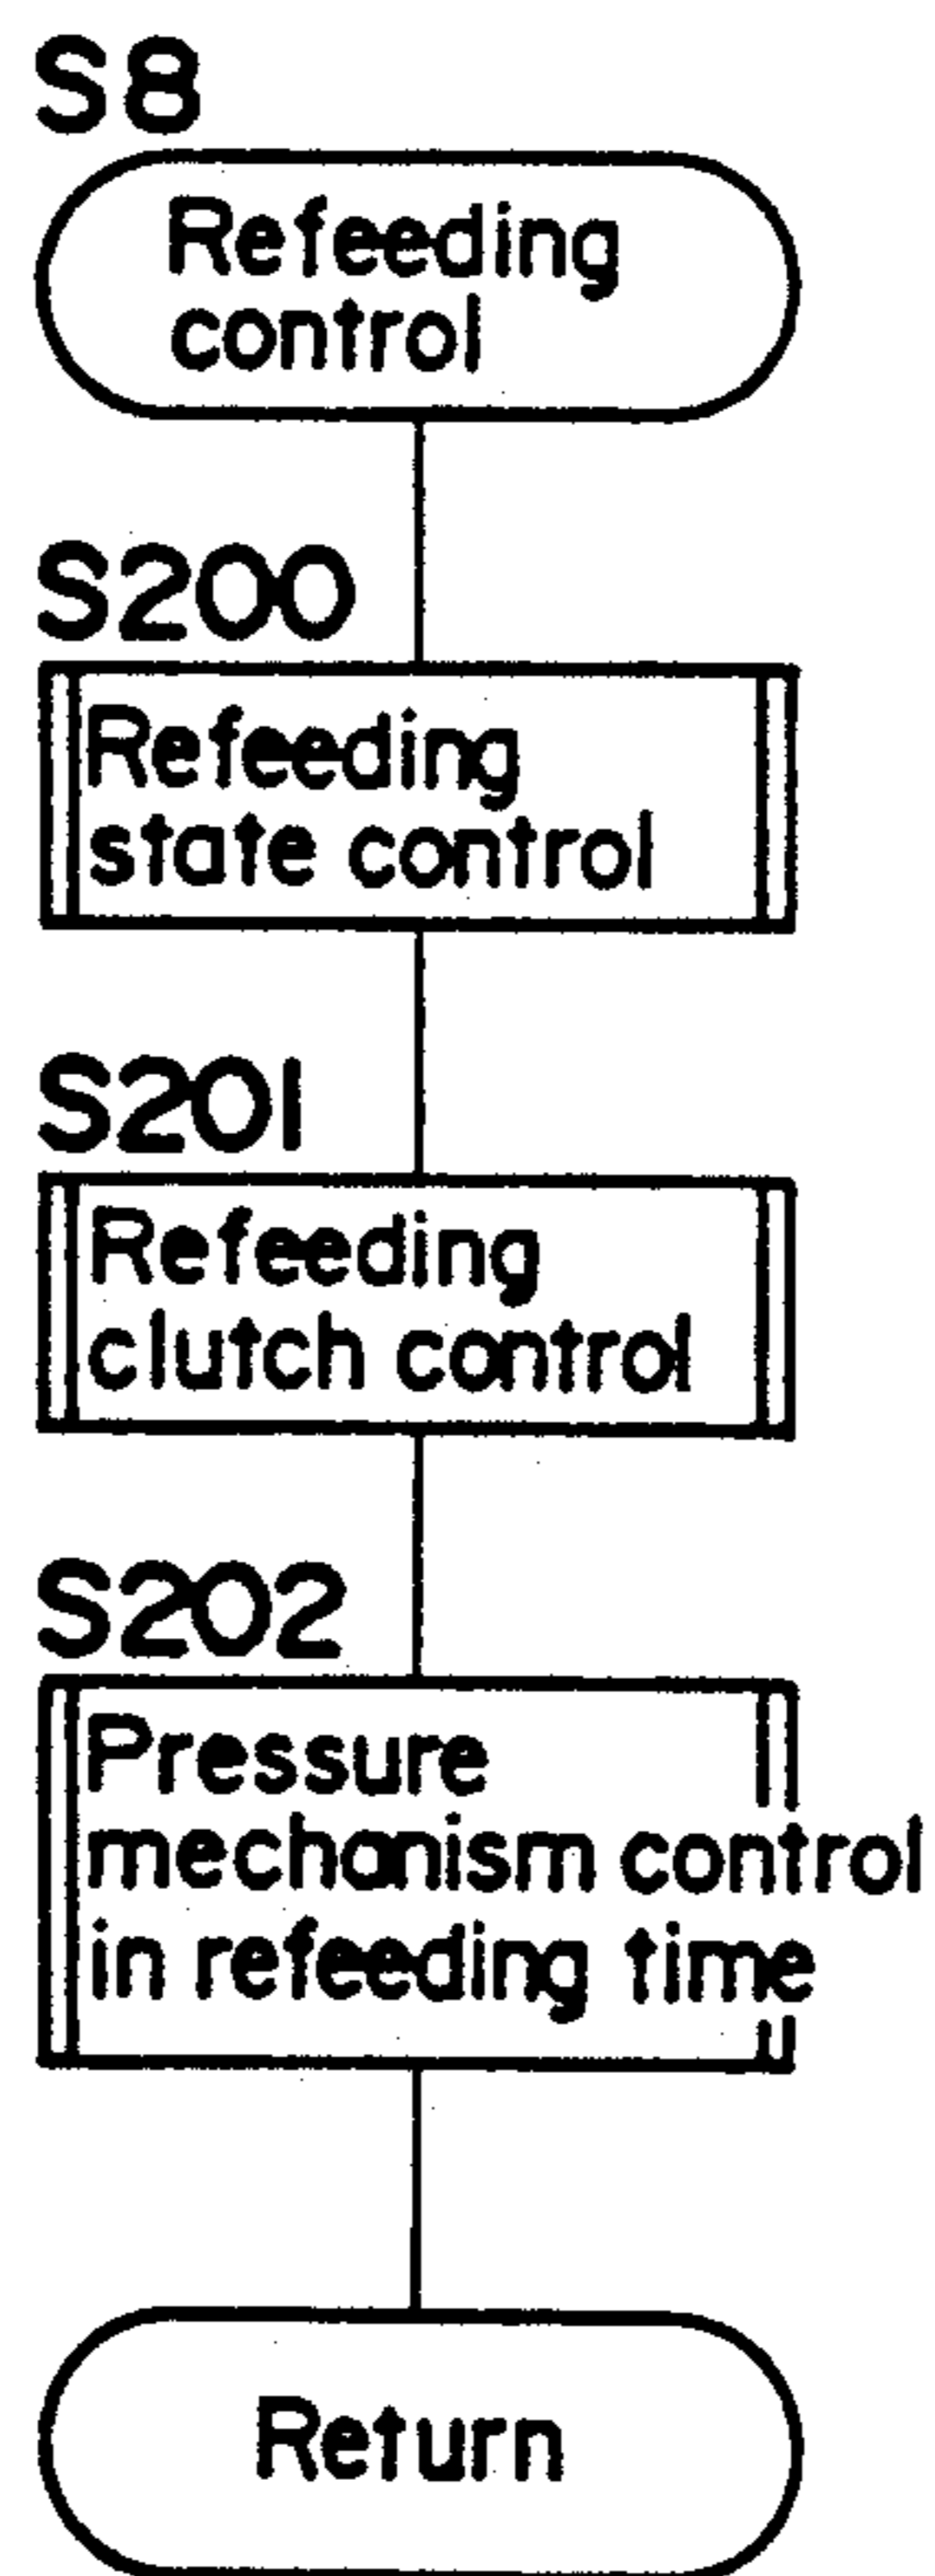 S8
Refeeding
control
S200
Refeeding
state control
S201
Refeeding
clutch control
S202
Pressure
mechanism control
in refeeding time
Return